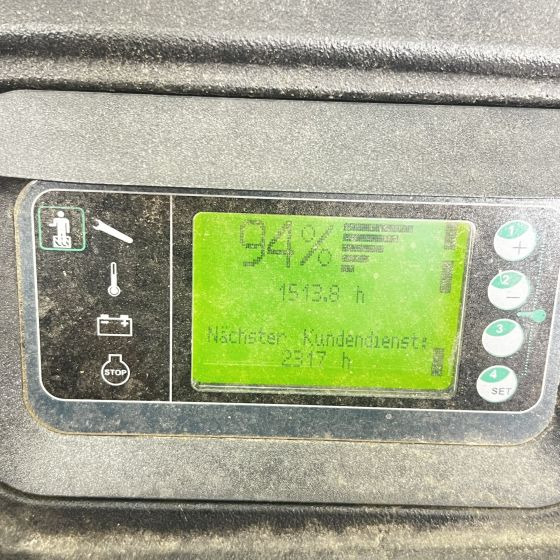 94%
1513.8 h
Nächster Kundendienst:
2317 h
STOP
1
+
2
−
3
4
SET